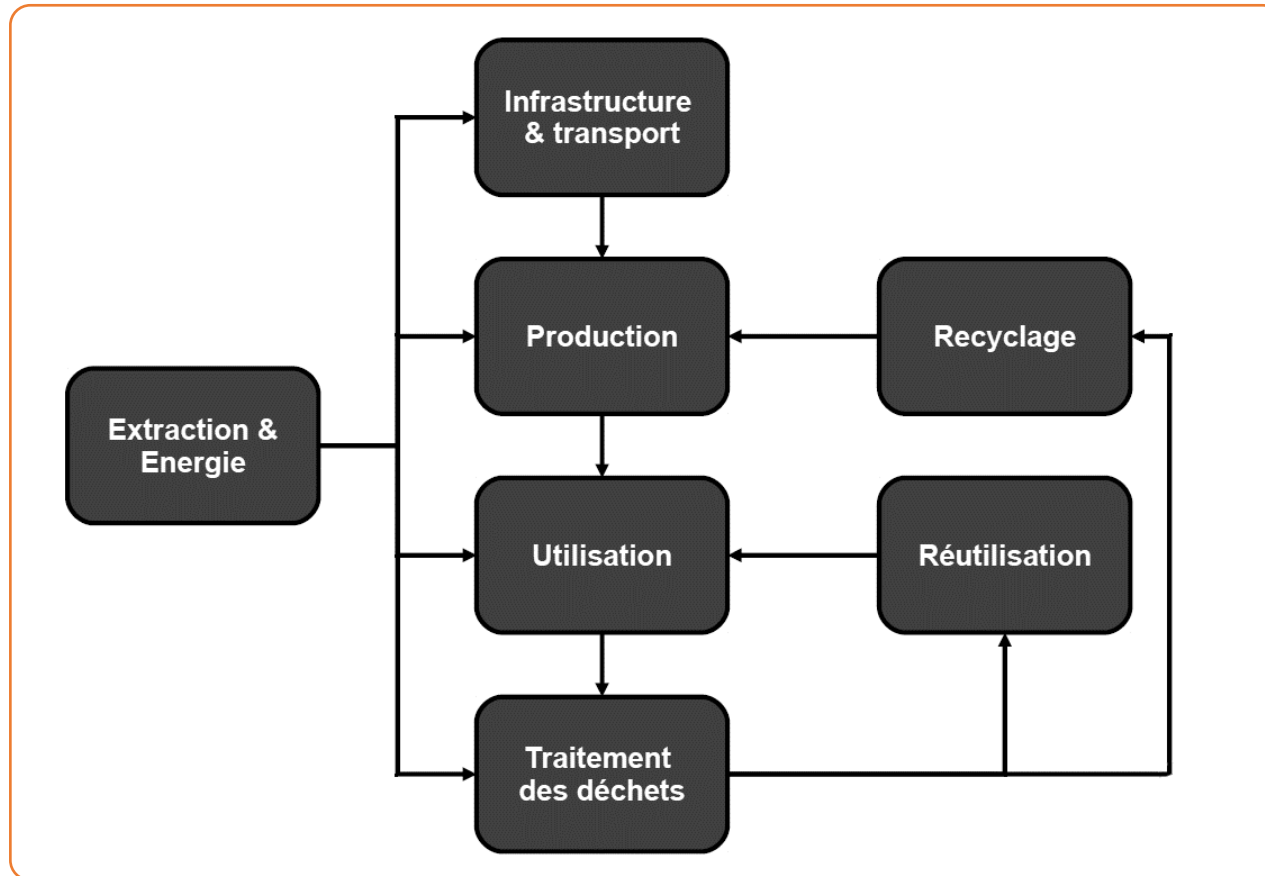 Infrastructure
& transport
Production
Recyclage
Extraction &
Energie
Utilisation
Réutilisation
Traitement
des déchets